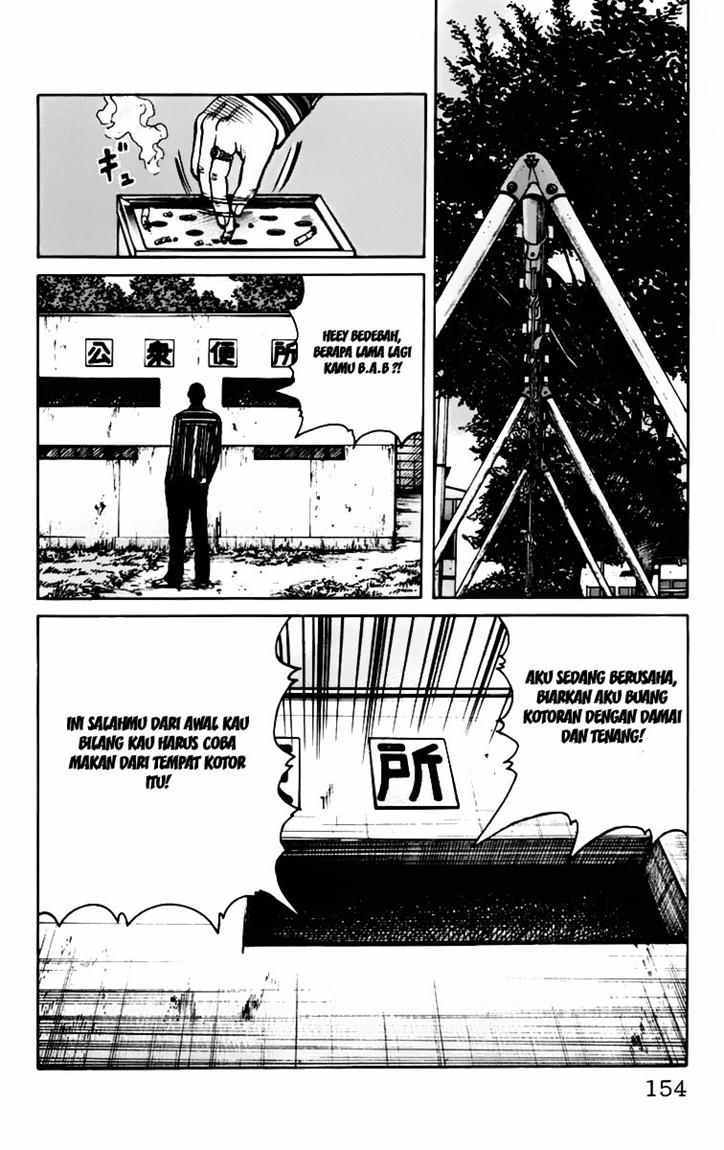 ギュ
公衆便所
HEEY BEDEBAH,
BERAPA LAMA LAGI
KAMU B.A.B ?!
AKU SEDANG BERUSAHA,
BIARKAN AKU BUANG
KOTORAN DENGAN DAMAI
DAN TENANG!
所
INI SALAHMU DARI AWAL KAU
BILANG KAU HARUS COBA
MAKAN DARI TEMPAT KOTOR
ITU!
154